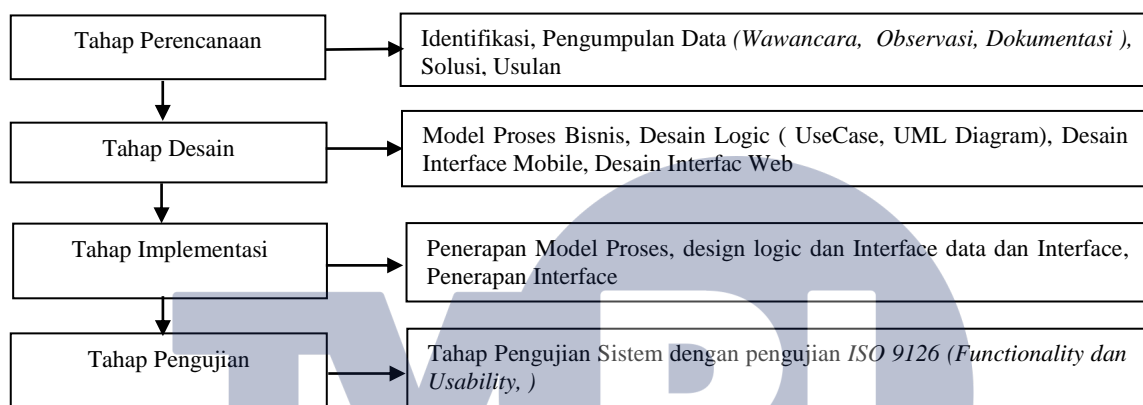 Tahap Perencanaan
Identifikasi, Pengumpulan Data (Wawancara, Observasi, Dokumentasi ),
Solusi, Usulan
Tahap Desain
Model Proses Bisnis, Desain Logic ( UseCase, UML Diagram), Desain
Interface Mobile, Desain Interfac Web
Tahap Implementasi
Penerapan Model Proses, design logic dan Interface data dan Interface,
Penerapan Interface
Tahap Pengujian
Tahap Pengujian Sistem dengan pengujian ISO 9126 (Functionality dan
Usability, )